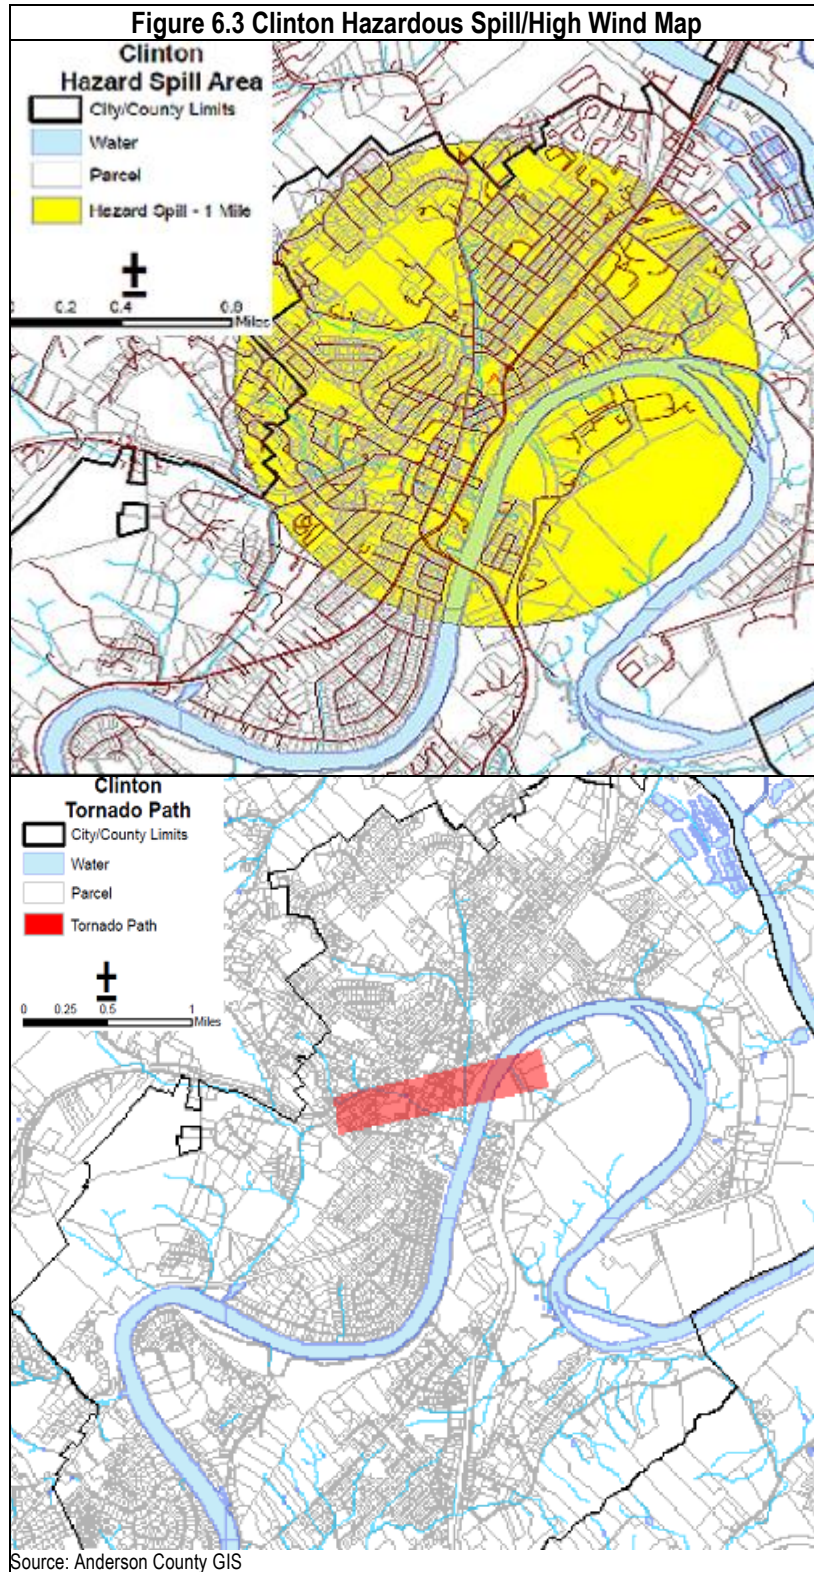 Figure 6.3 Clinton Hazardous Spill/High Wind Map
Clinton
Hazard Spill Area
City/County Limits
Water
Parcel
Hazard Spill - 1 Mile
0.2 0.4 0.8
Miles
Clinton
Tornado Path
City/County Limits
Water
Parcel
Tornado Path
0 0.25 0.5 1
Miles
Source: Anderson County GIS